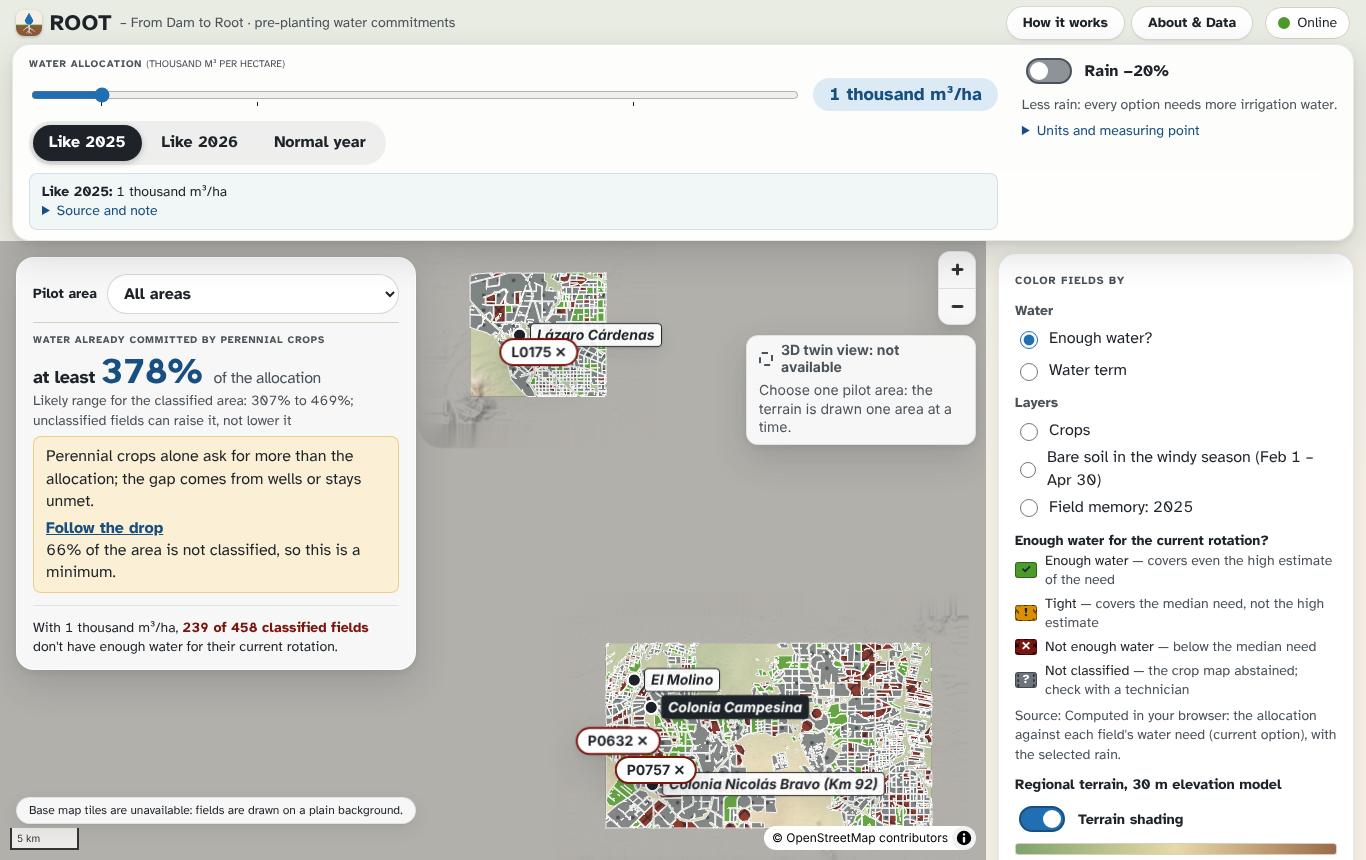 ROOT – From Dam to Root · pre-planting water commitments
How it works
About & Data
Online
WATER ALLOCATION (THOUSAND M³ PER HECTARE)
1 thousand m³/ha
Like 2025
Like 2026
Normal year
Like 2025: 1 thousand m³/ha
Source and note
Rain −20%
Less rain: every option needs more irrigation water.
Units and measuring point
Pilot area
All areas
WATER ALREADY COMMITTED BY PERENNIAL CROPS
at least 378% of the allocation
Likely range for the classified area: 307% to 469%;
unclassified fields can raise it, not lower it
Perennial crops alone ask for more than the
allocation; the gap comes from wells or stays
unmet.
Follow the drop
66% of the area is not classified, so this is a
minimum.
With 1 thousand m³/ha, 239 of 458 classified fields
don't have enough water for their current rotation.
Lázaro Cárdenas
L0175 ×
+
−
3D twin view: not
available
Choose one pilot area: the
terrain is drawn one area at a
time.
El Molino
Colonia Campesina
P0632 ×
P0757 ×
Colonia Nicolás Bravo (Km 92)
Base map tiles are unavailable: fields are drawn on a plain background.
5 km
© OpenStreetMap contributors
COLOR FIELDS BY
Water
Enough water?
Water term
Layers
Crops
Bare soil in the windy season (Feb 1 –
Apr 30)
Field memory: 2025
Enough water for the current rotation?
Enough water — covers even the high estimate
of the need
Tight — covers the median need, not the high
estimate
Not enough water — below the median need
Not classified — the crop map abstained;
check with a technician
Source: Computed in your browser: the allocation
against each field's water need (current option), with
the selected rain.
Regional terrain, 30 m elevation model
Terrain shading